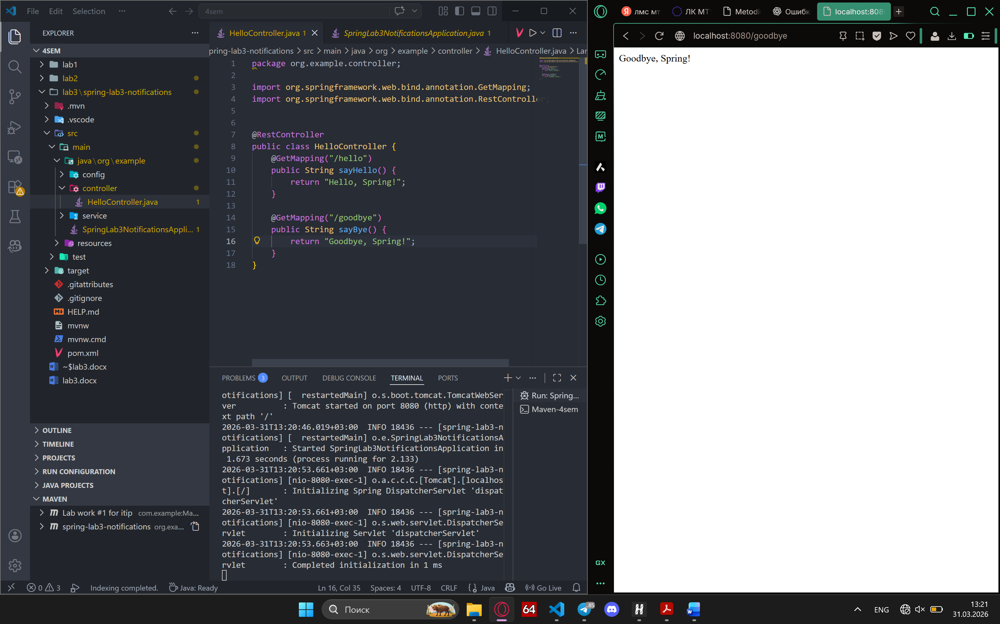 File Edit Selection ···
4sem
EXPLORER
4SEM
lab1
lab2
lab3\spring-lab3-notifications
.mvn
.vscode
src
main
java\org\example
config
controller
HelloController.java 1
service
SpringLab3NotificationsAppli... 1
resources
test
target
.gitattributes
.gitignore
HELP.md
mvnw
mvnw.cmd
pom.xml
~$lab3.docx
lab3.docx
OUTLINE
TIMELINE
PROJECTS
RUN CONFIGURATION
JAVA PROJECTS
MAVEN
Lab work #1 for itip com.example:Ma...
spring-lab3-notifications org.exa...
HelloController.java 1
SpringLab3NotificationsApplication.java 1
pring-lab3-notifications > src > main > java > org > example > controller > HelloController.java > Lar
1 package org.example.controller;
2
3 import org.springframework.web.bind.annotation.GetMapping;
4 import org.springframework.web.bind.annotation.RestController;
5
6
7 @RestController
8 public class HelloController {
9 @GetMapping("/hello")
10 public String sayHello() {
11 return "Hello, Spring!";
12 }
13
14 @GetMapping("/goodbye")
15 public String sayBye() {
16 return "Goodbye, Spring!";
17 }
18 }
PROBLEMS 3 OUTPUT DEBUG CONSOLE TERMINAL PORTS
otifications] [  restartedMain] o.s.boot.tomcat.TomcatWebSer
ver          : Tomcat started on port 8080 (http) with conte
xt path '/'
2026-03-31T13:20:46.019+03:00  INFO 18436 --- [spring-lab3-n
otifications] [  restartedMain] o.e.SpringLab3NotificationsA
pplication   : Started SpringLab3NotificationsApplication in
1.673 seconds (process running for 2.133)
2026-03-31T13:20:53.661+03:00  INFO 18436 --- [spring-lab3-n
otifications] [nio-8080-exec-1] o.a.c.c.C.[Tomcat].[localhos
t].[/]       : Initializing Spring DispatcherServlet 'dispat
cherServlet'
2026-03-31T13:20:53.661+03:00  INFO 18436 --- [spring-lab3-n
otifications] [nio-8080-exec-1] o.s.web.servlet.DispatcherSe
rvlet        : Initializing Servlet 'dispatcherServlet'
2026-03-31T13:20:53.663+03:00  INFO 18436 --- [spring-lab3-n
otifications] [nio-8080-exec-1] o.s.web.servlet.DispatcherSe
rvlet        : Completed initialization in 1 ms
Run: Spring...
Maven-4sem
0 3 Indexing completed. Java: Ready Ln 16, Col 35 Spaces: 4 UTF-8 CRLF Java Go Live
лмс мт ЛК МТ Metodi Ошибк localhost:808
localhost:8080/goodbye
Goodbye, Spring!
GX
Поиск
64
..85
ENG
13:21
31.03.2026